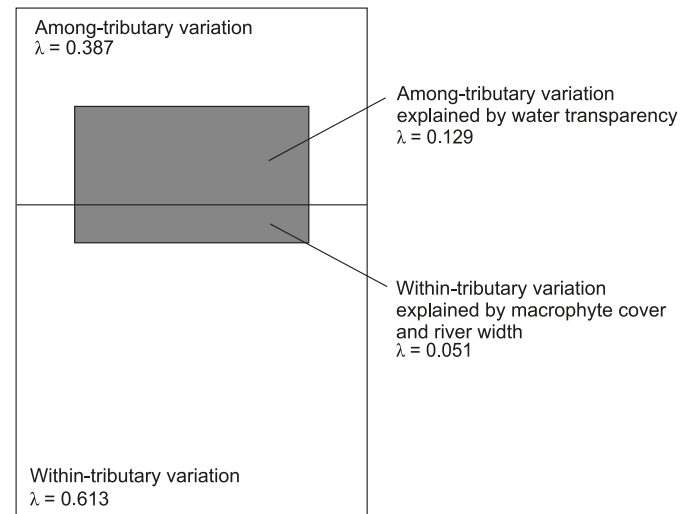 Among-tributary variation
λ = 0.387
Among-tributary variation
explained by water transparency
λ = 0.129
Within-tributary variation
explained by macrophyte cover
and river width
λ = 0.051
Within-tributary variation
λ = 0.613